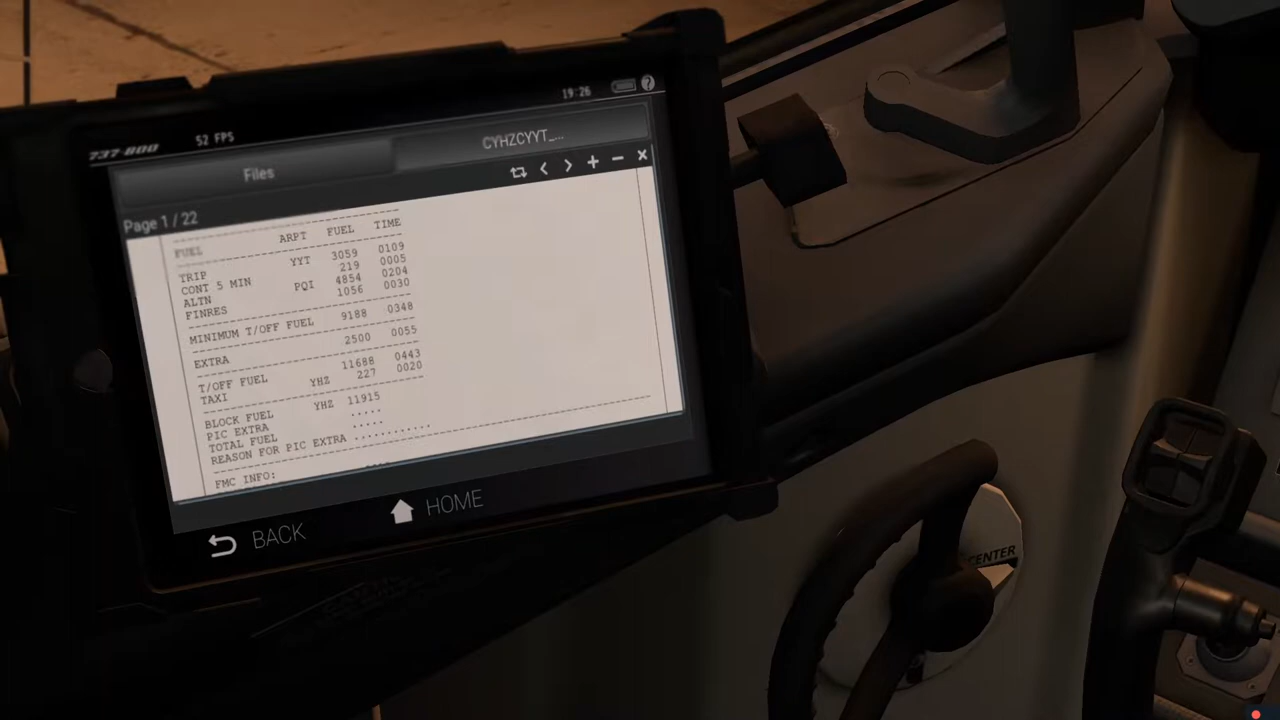 19:26
737-800 52 FPS
Files CYHZCYYT_...
Page 1 / 22
FUEL ARPT FUEL TIME
TRIP YYT 3059 0109
CONT 5 MIN 219 0005
ALTN PQI 4854 0204
FINRES 1056 0030
MINIMUM T/OFF FUEL 9188 0348
EXTRA 2500 0055
T/OFF FUEL 11688 0443
TAXI YHZ 227 0020
BLOCK FUEL YHZ 11915
PIC EXTRA .....
TOTAL FUEL .....
REASON FOR PIC EXTRA ............
FMC INFO:
BACK HOME
CENTER